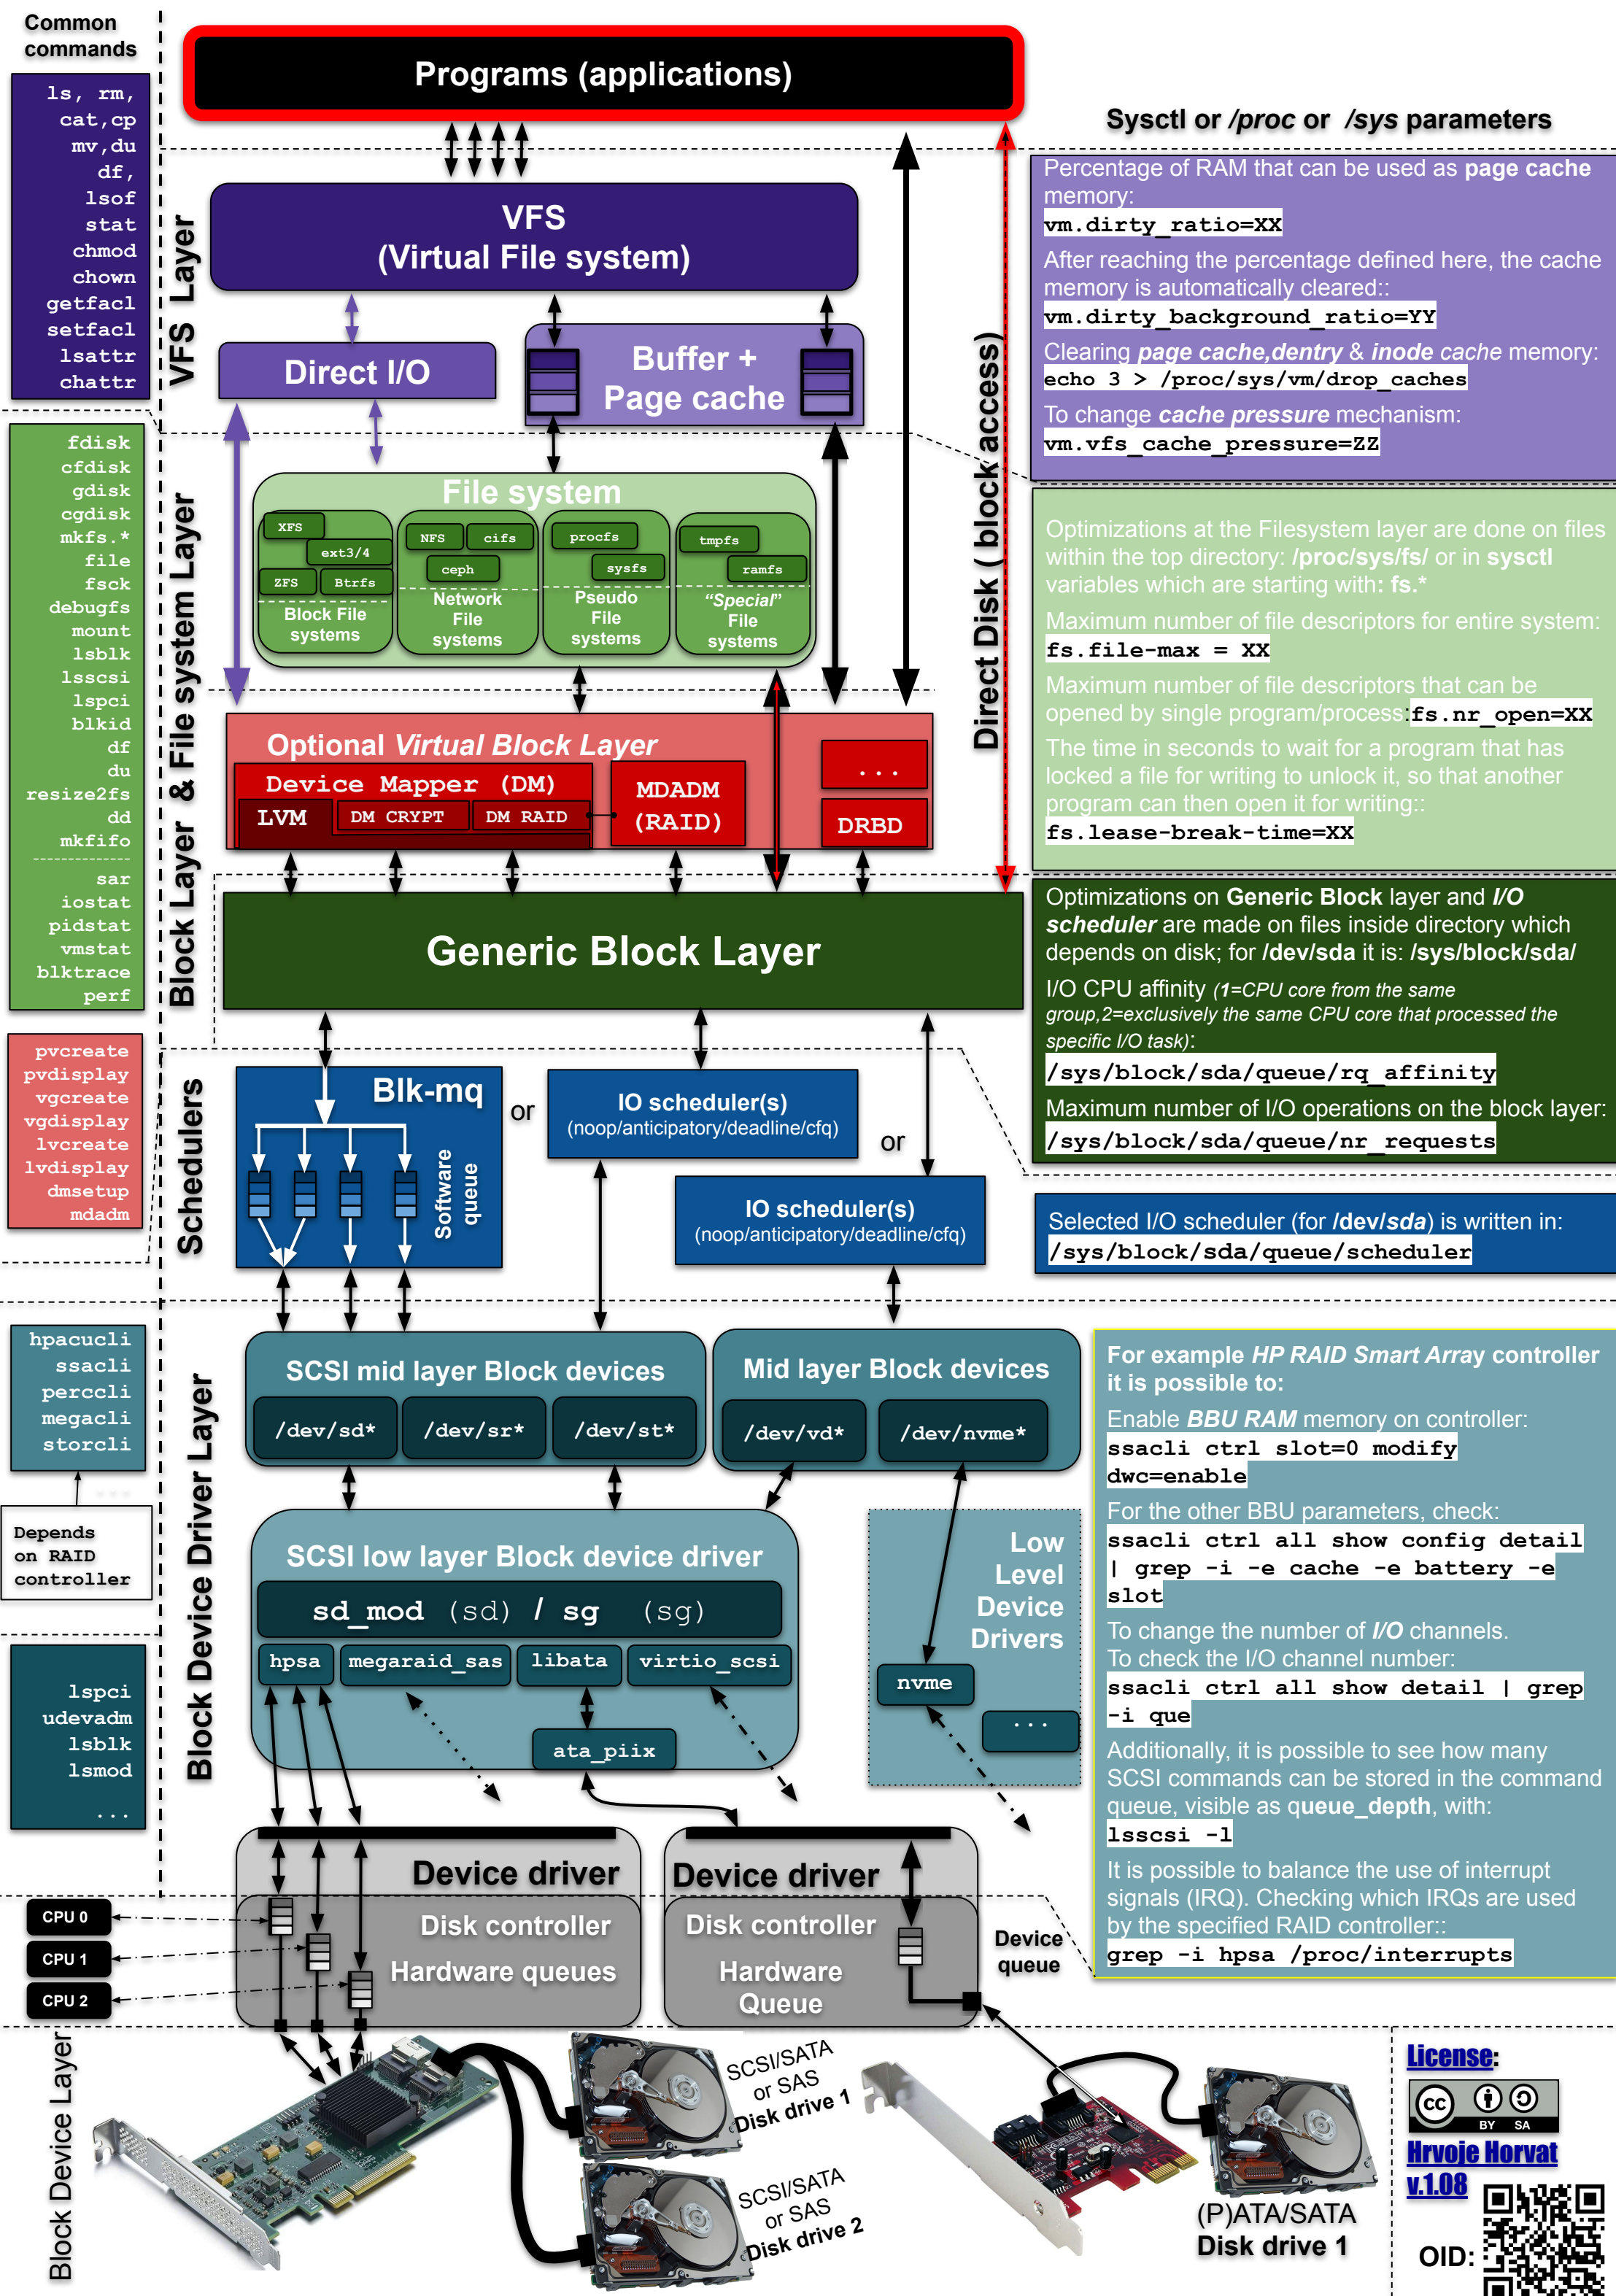 Common
commands
ls, rm,
cat,cp
mv,du
df,
lsof
stat
chmod
chown
getfacl
setfacl
lsattr
chattr
fdisk
cfdisk
gdisk
cgdisk
mkfs.*
file
fsck
debugfs
mount
lsblk
lsscsi
lspci
blkid
df
du
resize2fs
dd
mkfifo
-------------
sar
iostat
pidstat
vmstat
blktrace
perf
pvcreate
pvdisplay
vgcreate
vgdisplay
lvcreate
lvdisplay
dmsetup
mdadm
hpacucli
ssacli
perccli
megacli
storcli
...
Depends
on RAID
controller
lspci
udevadm
lsblk
lsmod
...
CPU 0
CPU 1
CPU 2
VFS Layer
Block Layer & File system Layer
Schedulers
Block Device Driver Layer
Block Device Layer
Programs (applications)
VFS
(Virtual File system)
Direct I/O
Buffer +
Page cache
Direct Disk ( block access)
File system
XFS
ext3/4
ZFS
Btrfs
Block File
systems
NFS
cifs
ceph
Network
File
systems
procfs
sysfs
Pseudo
File
systems
tmpfs
ramfs
“Special”
File
systems
Optional Virtual Block Layer
Device Mapper (DM)
LVM
DM CRYPT
DM RAID
MDADM
(RAID)
...
DRBD
Generic Block Layer
Blk-mq
Software
queue
or
IO scheduler(s)
(noop/anticipatory/deadline/cfq)
or
IO scheduler(s)
(noop/anticipatory/deadline/cfq)
SCSI mid layer Block devices
/dev/sd*
/dev/sr*
/dev/st*
Mid layer Block devices
/dev/vd*
/dev/nvme*
SCSI low layer Block device driver
sd_mod (sd) / sg (sg)
hpsa
megaraid_sas
libata
virtio_scsi
ata_piix
Low
Level
Device
Drivers
nvme
...
Device driver
Disk controller
Hardware queues
Device driver
Disk controller
Hardware
Queue
Device
queue
SCSI/SATA
or SAS
Disk drive 1
SCSI/SATA
or SAS
Disk drive 2
(P)ATA/SATA
Disk drive 1
Sysctl or /proc or /sys parameters
Percentage of RAM that can be used as page cache
memory:
vm.dirty_ratio=XX
After reaching the percentage defined here, the cache
memory is automatically cleared::
vm.dirty_background_ratio=YY
Clearing page cache,dentry & inode cache memory:
echo 3 > /proc/sys/vm/drop_caches
To change cache pressure mechanism:
vm.vfs_cache_pressure=ZZ
Optimizations at the Filesystem layer are done on files
within the top directory: /proc/sys/fs/ or in sysctl
variables which are starting with: fs.*
Maximum number of file descriptors for entire system:
fs.file-max = XX
Maximum number of file descriptors that can be
opened by single program/process:fs.nr_open=XX
The time in seconds to wait for a program that has
locked a file for writing to unlock it, so that another
program can then open it for writing::
fs.lease-break-time=XX
Optimizations on Generic Block layer and I/O
scheduler are made on files inside directory which
depends on disk; for /dev/sda it is: /sys/block/sda/
I/O CPU affinity (1=CPU core from the same
group,2=exclusively the same CPU core that processed the
specific I/O task):
/sys/block/sda/queue/rq_affinity
Maximum number of I/O operations on the block layer:
/sys/block/sda/queue/nr_requests
Selected I/O scheduler (for /dev/sda) is written in:
/sys/block/sda/queue/scheduler
For example HP RAID Smart Array controller
it is possible to:
Enable BBU RAM memory on controller:
ssacli ctrl slot=0 modify
dwc=enable
For the other BBU parameters, check:
ssacli ctrl all show config detail
| grep -i -e cache -e battery -e
slot
To change the number of I/O channels.
To check the I/O channel number:
ssacli ctrl all show detail | grep
-i que
Additionally, it is possible to see how many
SCSI commands can be stored in the command
queue, visible as queue_depth, with:
lsscsi -l
It is possible to balance the use of interrupt
signals (IRQ). Checking which IRQs are used
by the specified RAID controller::
grep -i hpsa /proc/interrupts
License:
cc
BY SA
Hrvoje Horvat
v.1.08
OID: